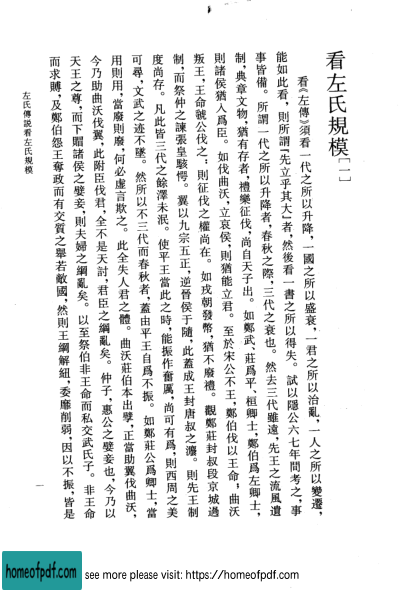 看左氏規模[一]
看《左傳》須看一代之所以升降,一國之所以盛衰,一君之所以治亂,一人之所以變遷,
能如此看,則所謂「先立乎其大」者,然後看一書之所以得失。試以隱公六七年間考之,事
事皆備。所謂一代之所以升降者,春秋之際,三代之衰也。然去三代雖遠,先王之流風遺
制,典章文物,猶有存者,禮樂征伐,尚自天子出。如鄭武、莊爲平、桓卿士,鄭伯爲左卿士,
則諸侯猶入爲臣。如伐曲沃,立哀侯,則猶能立君。至於宋公不王,鄭伯伐以王命,曲沃
叛王,王命虢公伐之,則征伐之權尚在。如戎朝發幣,猶不廢禮。觀鄭莊封叔段京城過
制,而祭仲之諫張皇駭愕。翼以九宗五正,逆晉侯于隨,此蓋成王封唐叔之灋。則先王制
度尚存。凡此皆三代之餘澤未泯。使平王當此之時,能振作奮厲,尚可有爲,則西周之美
可尋,文武之迹不墜。然所以不三代而春秋者,蓋由平王自爲不振。如鄭莊公爲卿士,當
用則用,當廢則廢,何必虛言欺之。此全失人君之體。曲沃莊伯本出孽,正當助翼伐曲沃,
今乃助曲沃伐翼,此附臣伐君,全不是天討,君臣之綱亂矣。仲子,惠公之嬖妾也,今乃以
天王之尊,而下賵諸侯之嬖妾,則夫婦之綱亂矣。以至祭伯非王命而私交,武氏子。非王命
而求賻,及鄭伯怨王奪政而有交質之舉若敵國,然則王綱解紐,委靡削弱,因以不振,皆是
左氏傳説看左氏規模
一
homeofpdf.com
see more please visit: https://homeofpdf.com